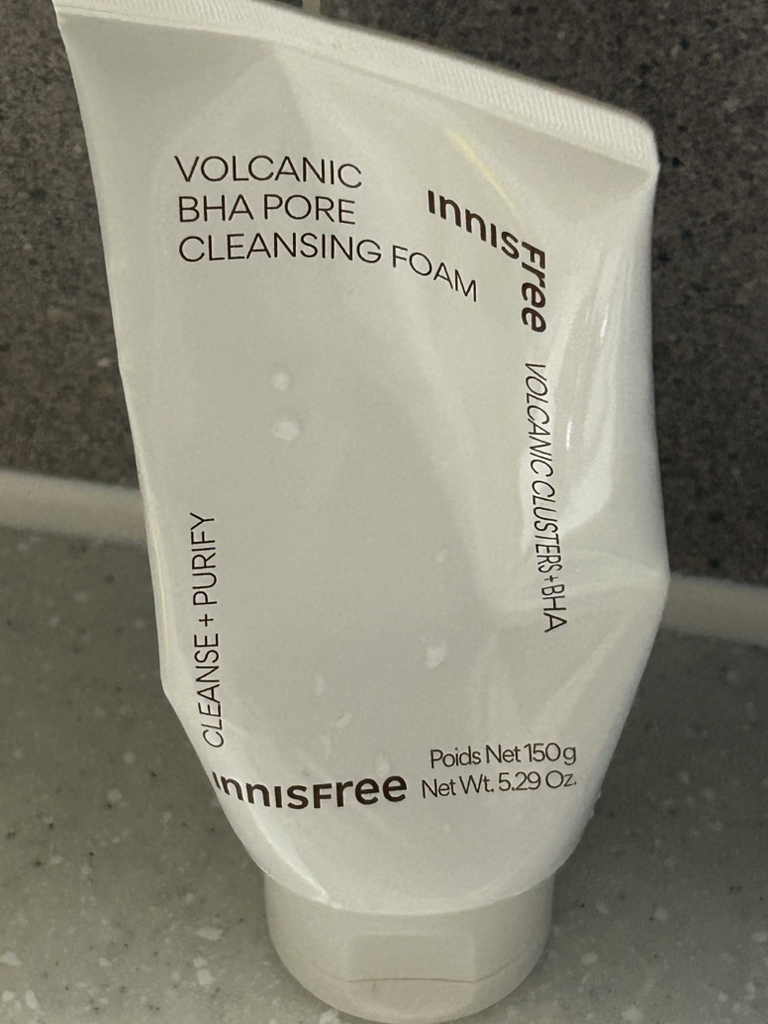 VOLCANIC
BHA PORE
CLEANSING FOAM
INNISFree
VOLCANIC CLUSTERS + BHA
CLEANSE + PURIFY
INNISFree
Poids Net 150g
Net Wt. 5.29 Oz.